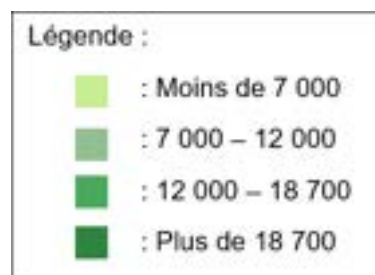 Légende :
: Moins de 7 000
: 7 000 – 12 000
: 12 000 – 18 700
: Plus de 18 700